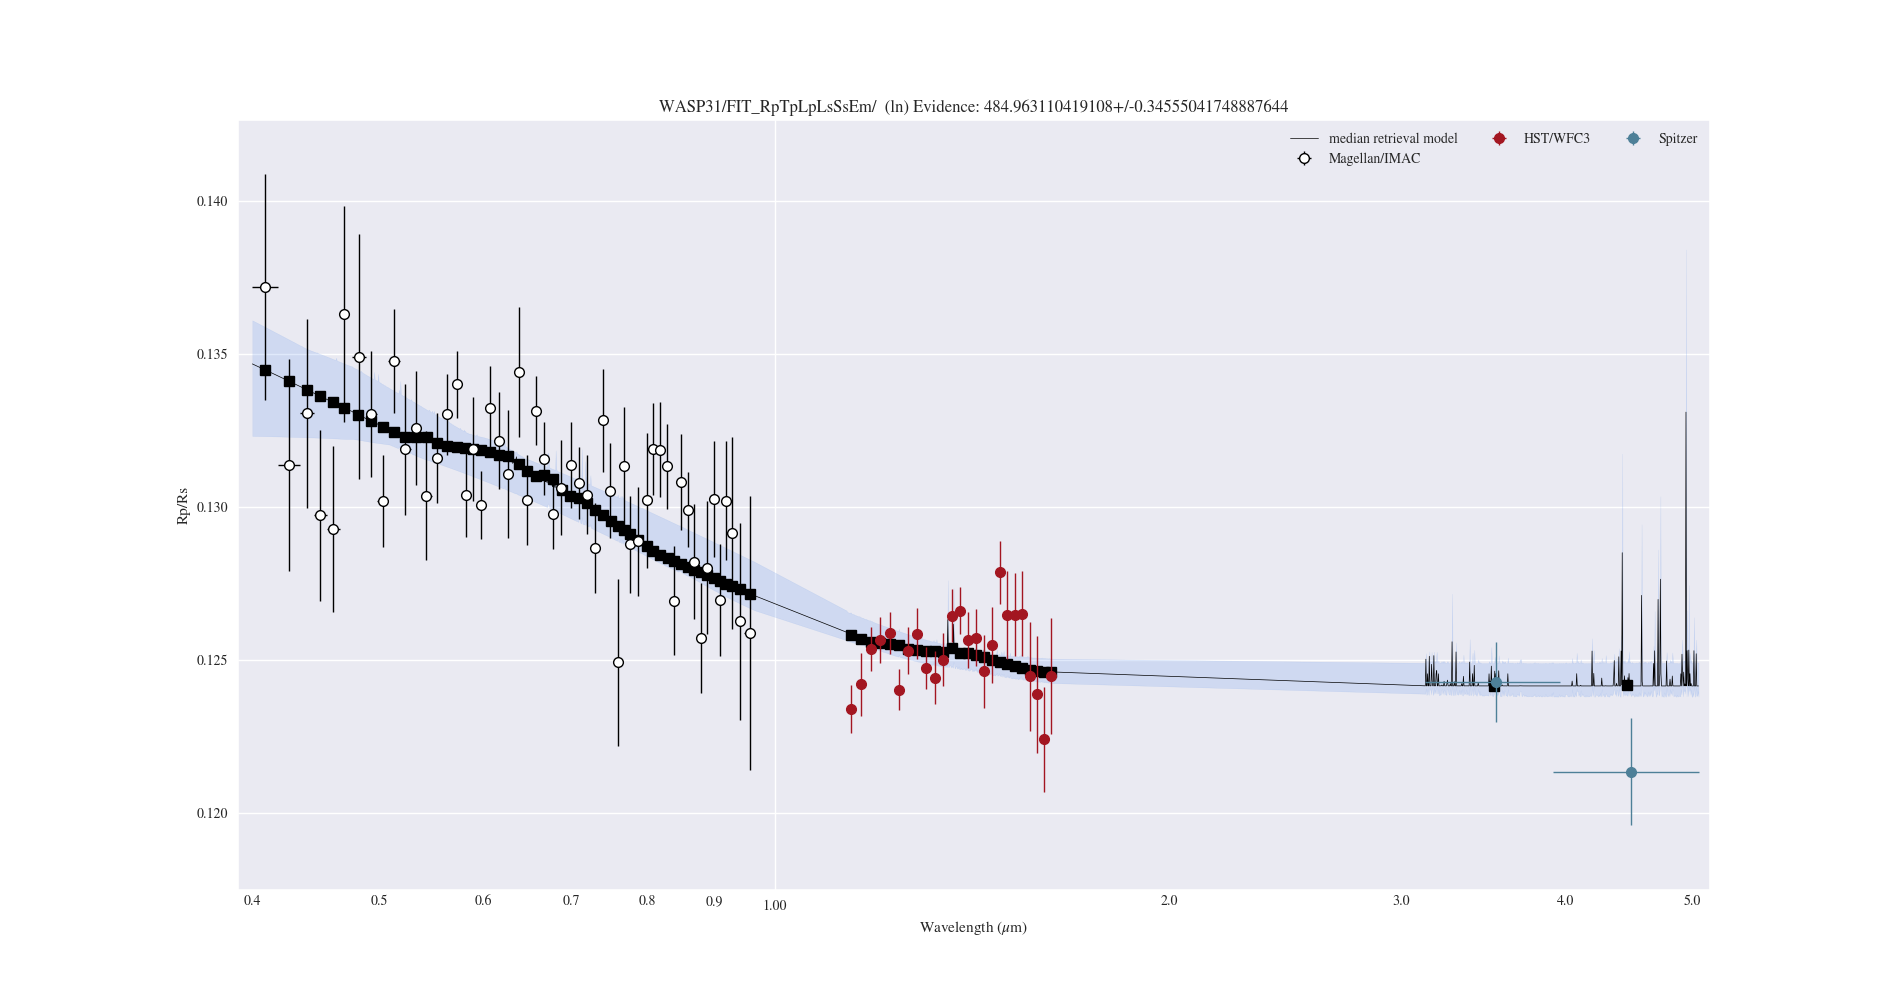 WASP31/FIT_RpTpLpLsSsEm/ (ln) Evidence: 484.963110419108+/-0.34555041748887644
median retrieval model
Magellan/IMAC
HST/WFC3
Spitzer
0.140
0.135
0.130
0.125
0.120
Rp/Rs
0.4 0.5 0.6 0.7 0.8 0.9 1.00 2.0 3.0 4.0 5.0
Wavelength (μm)